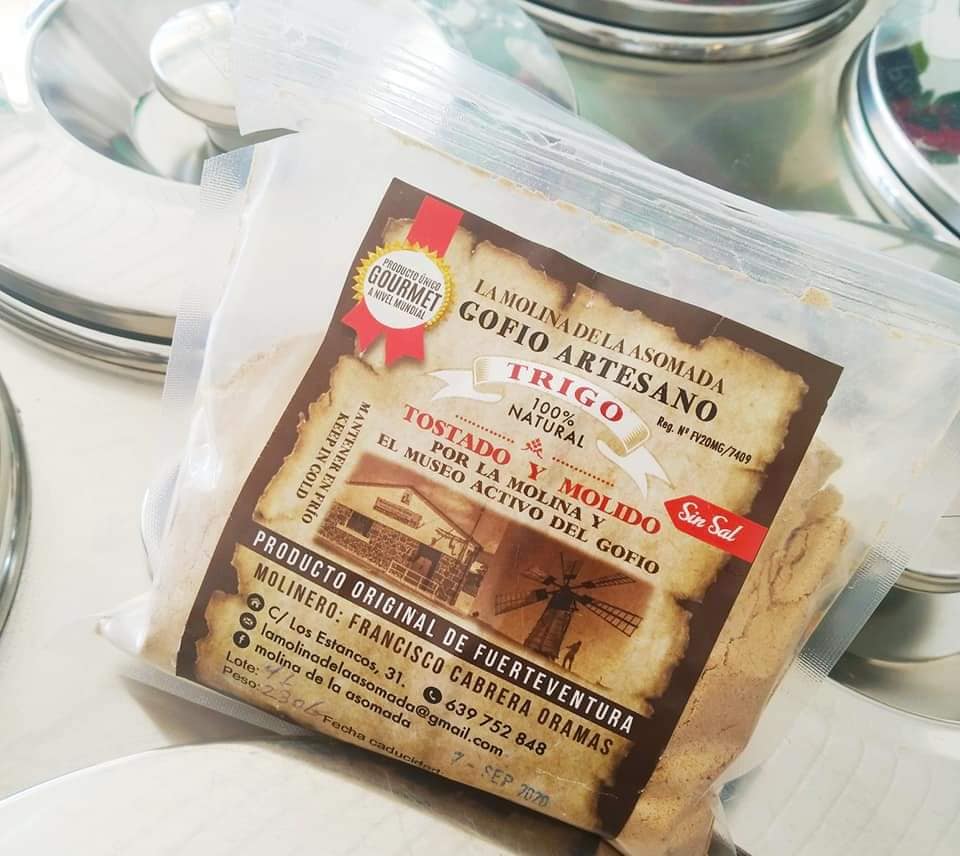 PRODUCTO ÚNICO
GOURMET
A NIVEL MUNDIAL
LA MOLINA DE LA ASOMADA
GOFIO ARTESANO
TRIGO
100%
NATURAL
Reg. Nº FV20MG/7409
TOSTADO Y MOLIDO
POR LA MOLINA Y
EL MUSEO ACTIVO DEL GOFIO
Sin Sal
MANTENER EN FRÍO
KEEP IN COLD
PRODUCTO ORIGINAL DE FUERTEVENTURA
MOLINERO: FRANCISCO CABRERA ORAMAS
C/ Los Estancos, 31. 639 752 848
lamolinadelaasomada@gmail.com
molina de la asomada
Lote:
Peso:
Fecha caducidad
7 - SEP 2020